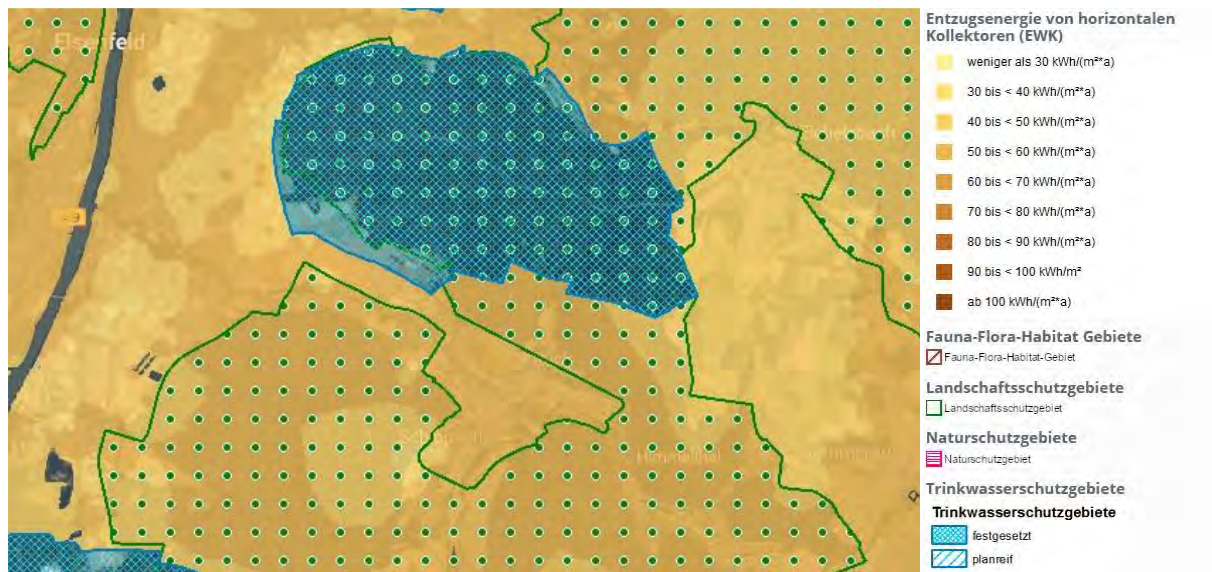 Elsenfeld
Himmelthal
Entzugsenergie von horizontalen
Kollektoren (EWK)
weniger als 30 kWh/(m²*a)
30 bis < 40 kWh/(m²*a)
40 bis < 50 kWh/(m²*a)
50 bis < 60 kWh/(m²*a)
60 bis < 70 kWh/(m²*a)
70 bis < 80 kWh/(m²*a)
80 bis < 90 kWh/(m²*a)
90 bis < 100 kWh/m²
ab 100 kWh/(m²*a)
Fauna-Flora-Habitat Gebiete
Fauna-Flora-Habitat-Gebiet
Landschaftsschutzgebiete
Landschaftsschutzgebiet
Naturschutzgebiete
Naturschutzgebiet
Trinkwasserschutzgebiete
Trinkwasserschutzgebiete
festgesetzt
planreif